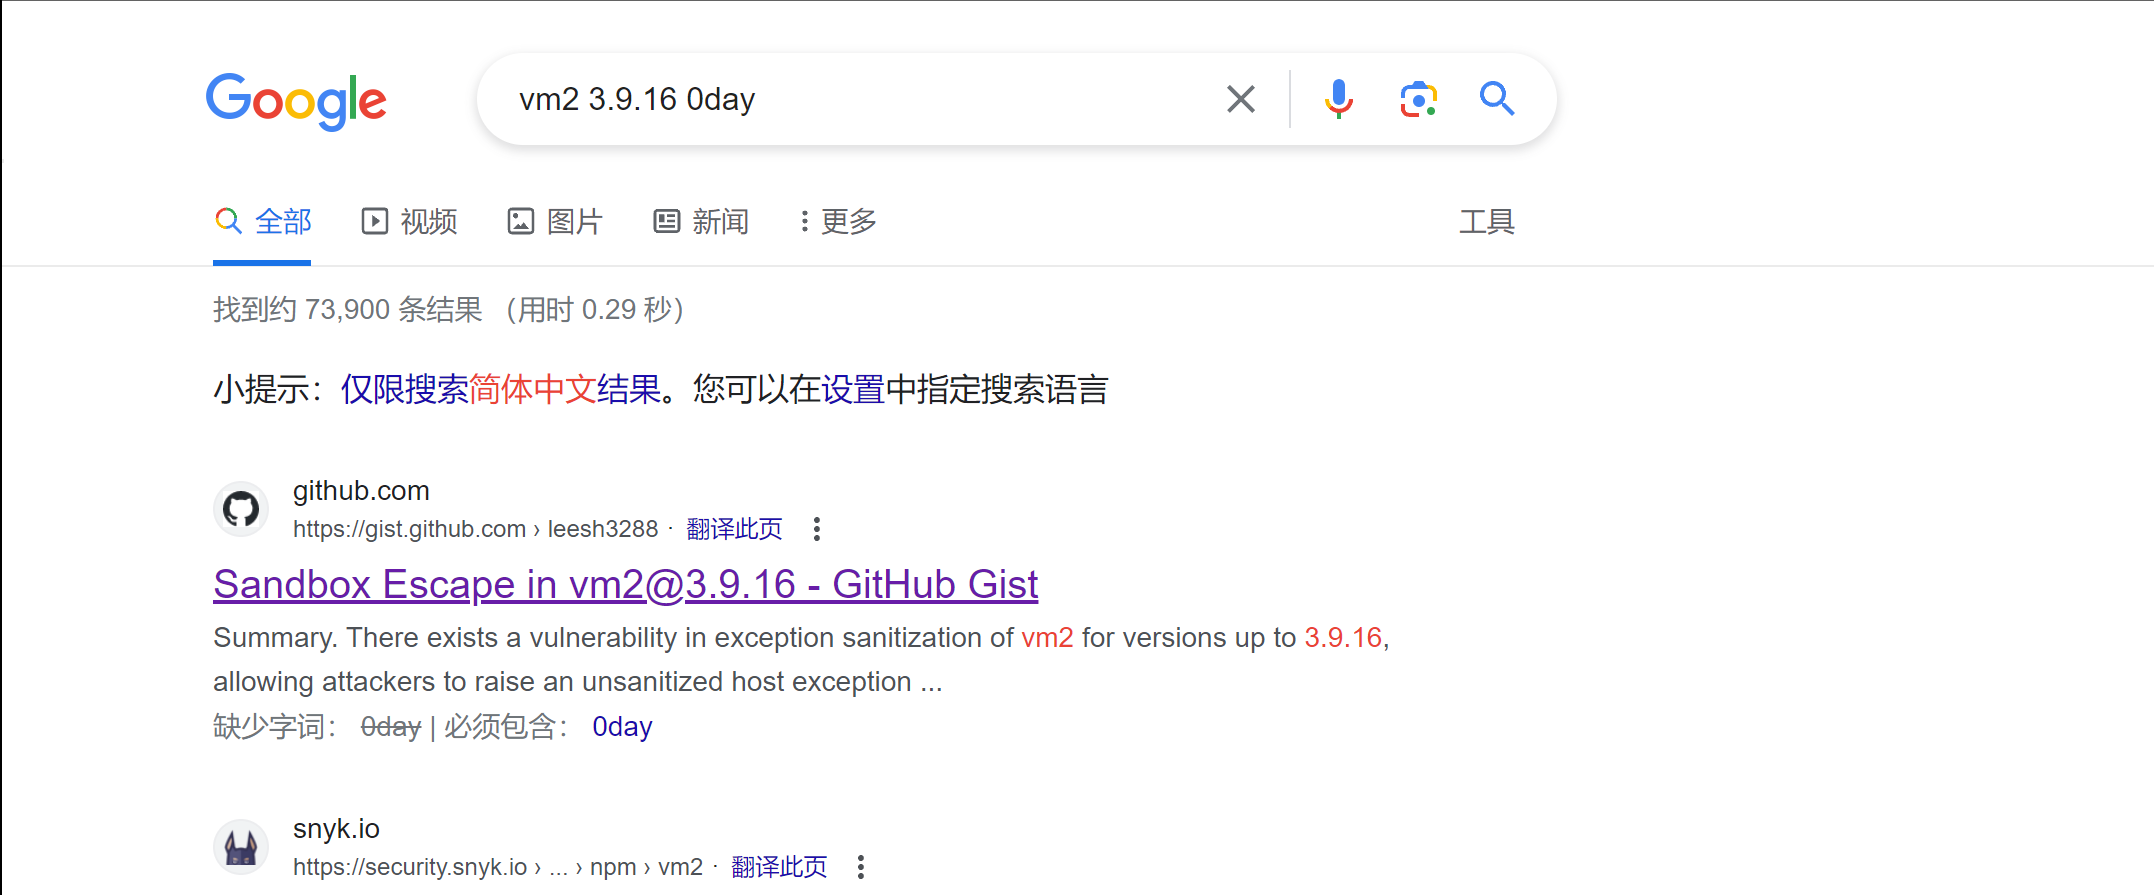 Google
vm2 3.9.16 0day
全部 视频 图片 新闻 更多 工具
找到约 73,900 条结果 （用时 0.29 秒）
小提示：仅限搜索简体中文结果。您可以在设置中指定搜索语言
github.com
https://gist.github.com › leesh3288 · 翻译此页
Sandbox Escape in vm2@3.9.16 - GitHub Gist
Summary. There exists a vulnerability in exception sanitization of vm2 for versions up to 3.9.16,
allowing attackers to raise an unsanitized host exception ...
缺少字词： 0day | 必须包含： 0day
snyk.io
https://security.snyk.io › ... › npm › vm2 · 翻译此页